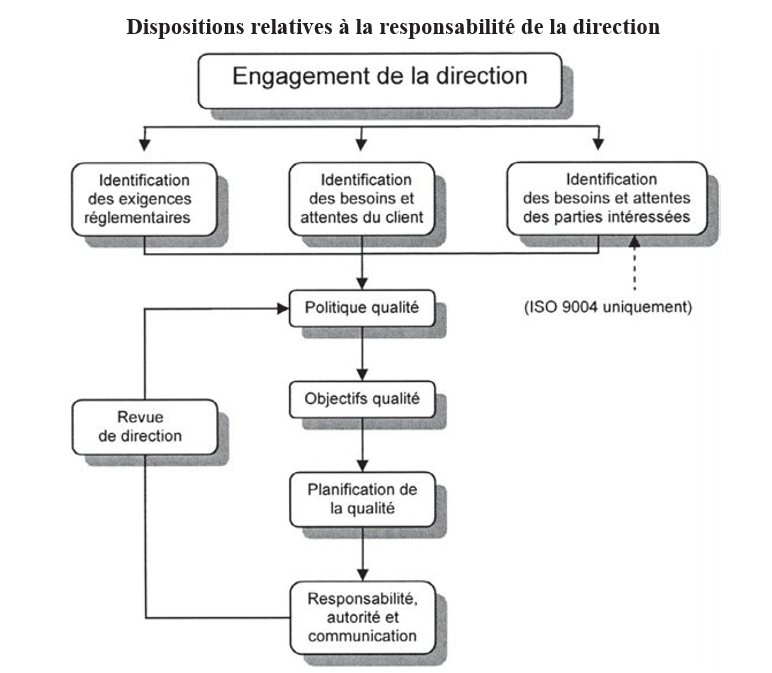 Dispositions relatives à la responsabilité de la direction
Engagement de la direction
Identification
des exigences
réglementaires
Identification
des besoins et
attentes du client
Identification
des besoins et attentes
des parties intéressées
Politique qualité
(ISO 9004 uniquement)
Objectifs qualité
Revue
de direction
Planification de
la qualité
Responsabilité,
autorité et
communication